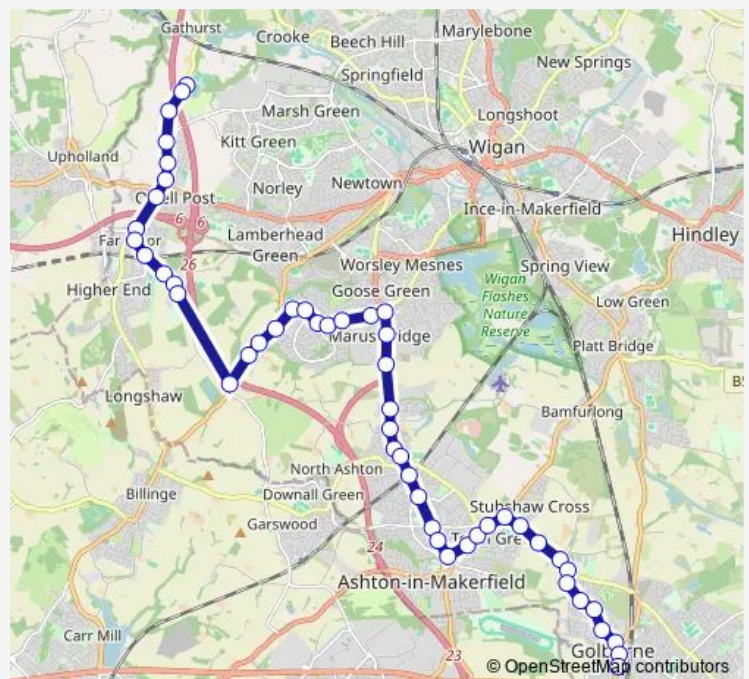 Gathurst
Crooke
Beech Hill
Marylebone
Springfield
New Springs
Marsh Green
Longshoot
Kitt Green
Wigan
Upholland
Norley
Newtown
Ince-in-Makerfield
6
6
Lamberhead
Green
Hindley
26
Worsley Mesnes
Spring View
Higher End
Goose Green
Wigan
Flashes
Nature
Reserve
Low Green
Platt Bridge
Longshaw
Bamfurlong
North Ashton
Billinge
Downall Green
Stubshaw Cross
Garswood
24
Ashton-in-Makerfield
Carr Mill
23
© OpenStreetMap contributors